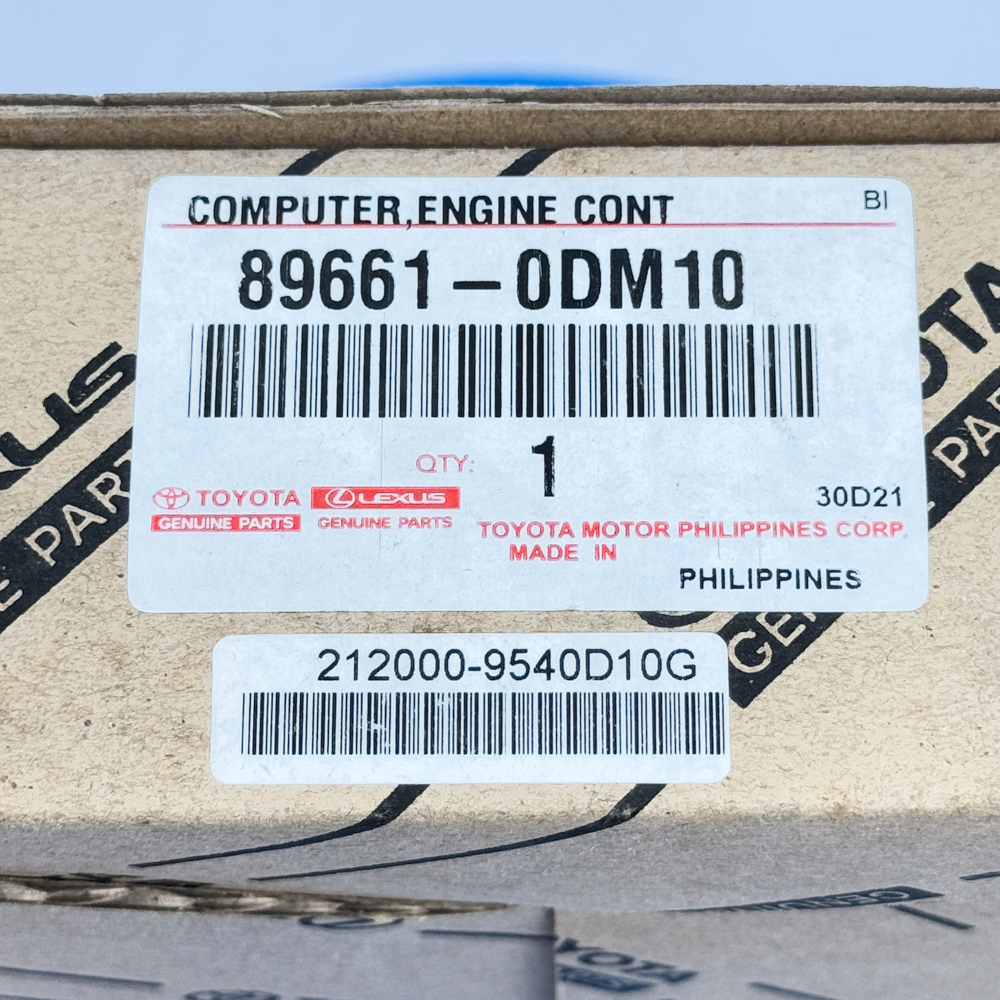 COMPUTER,ENGINE CONT
BI
89661-0DM10
QTY: 1
TOYOTA LEXUS
30D21
GENUINE PARTS GENUINE PARTS
TOYOTA MOTOR PHILIPPINES CORP.
MADE IN
PHILIPPINES
212000-9540D10G